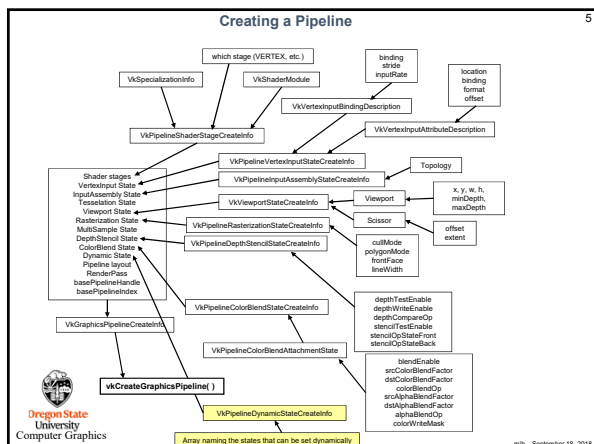 Creating a Pipeline
5
which stage (VERTEX, etc.)
binding
stride
inputRate
location
binding
format
offset
VkSpecializationInfo
VkShaderModule
VkVertexInputBindingDescription
VkPipelineShaderStageCreateInfo
VkVertexInputAttributeDescription
VkPipelineVertexInputStateCreateInfo
Shader stages
VertexInput State
InputAssembly State
Tesselation State
Viewport State
Rasterization State
MultiSample State
DepthStencil State
ColorBlend State
Dynamic State
Pipeline layout
RenderPass
basePipelineHandle
basePipelineIndex
VkPipelineInputAssemblyStateCreateInfo
Topology
VkViewportStateCreateInfo
Viewport
x, y, w, h,
minDepth,
maxDepth
Scissor
offset
extent
VkPipelineRasterizationStateCreateInfo
cullMode
polygonMode
frontFace
lineWidth
VkPipelineDepthStencilStateCreateInfo
depthTestEnable
depthWriteEnable
depthCompareOp
stencilTestEnable
stencilOpStateFront
stencilOpStateBack
VkPipelineColorBlendStateCreateInfo
VkGraphicsPipelineCreateInfo
VkPipelineColorBlendAttachmentState
blendEnable
srcColorBlendFactor
dstColorBlendFactor
colorBlendOp
srcAlphaBlendFactor
dstAlphaBlendFactor
alphaBlendOp
colorWriteMask
vkCreateGraphicsPipeline( )
VkPipelineDynamicStateCreateInfo
Array naming the states that can be set dynamically
Oregon State
University
Computer Graphics
mjb – September 18, 2018